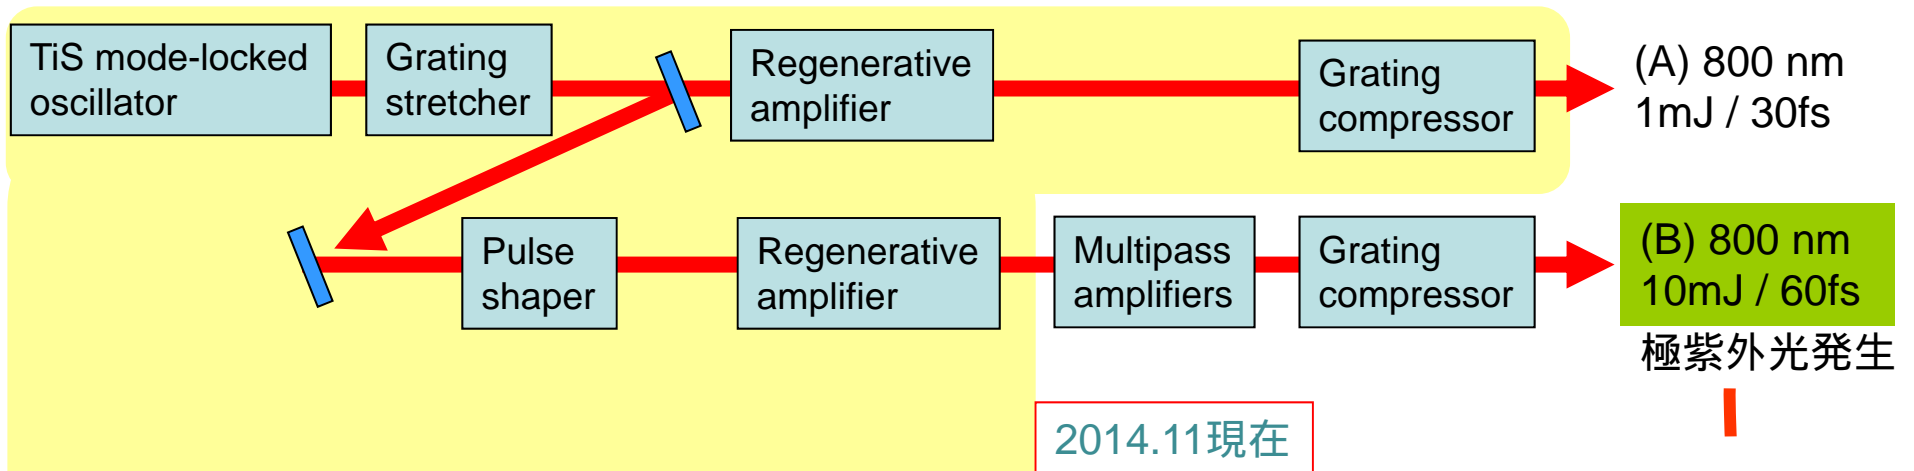 TiS mode-locked
oscillator
Grating
stretcher
Regenerative
amplifier
Grating
compressor
(A) 800 nm
1mJ / 30fs
Pulse
shaper
Regenerative
amplifier
Multipass
amplifiers
Grating
compressor
(B) 800 nm
10mJ / 60fs
極紫外光発生
2014.11現在